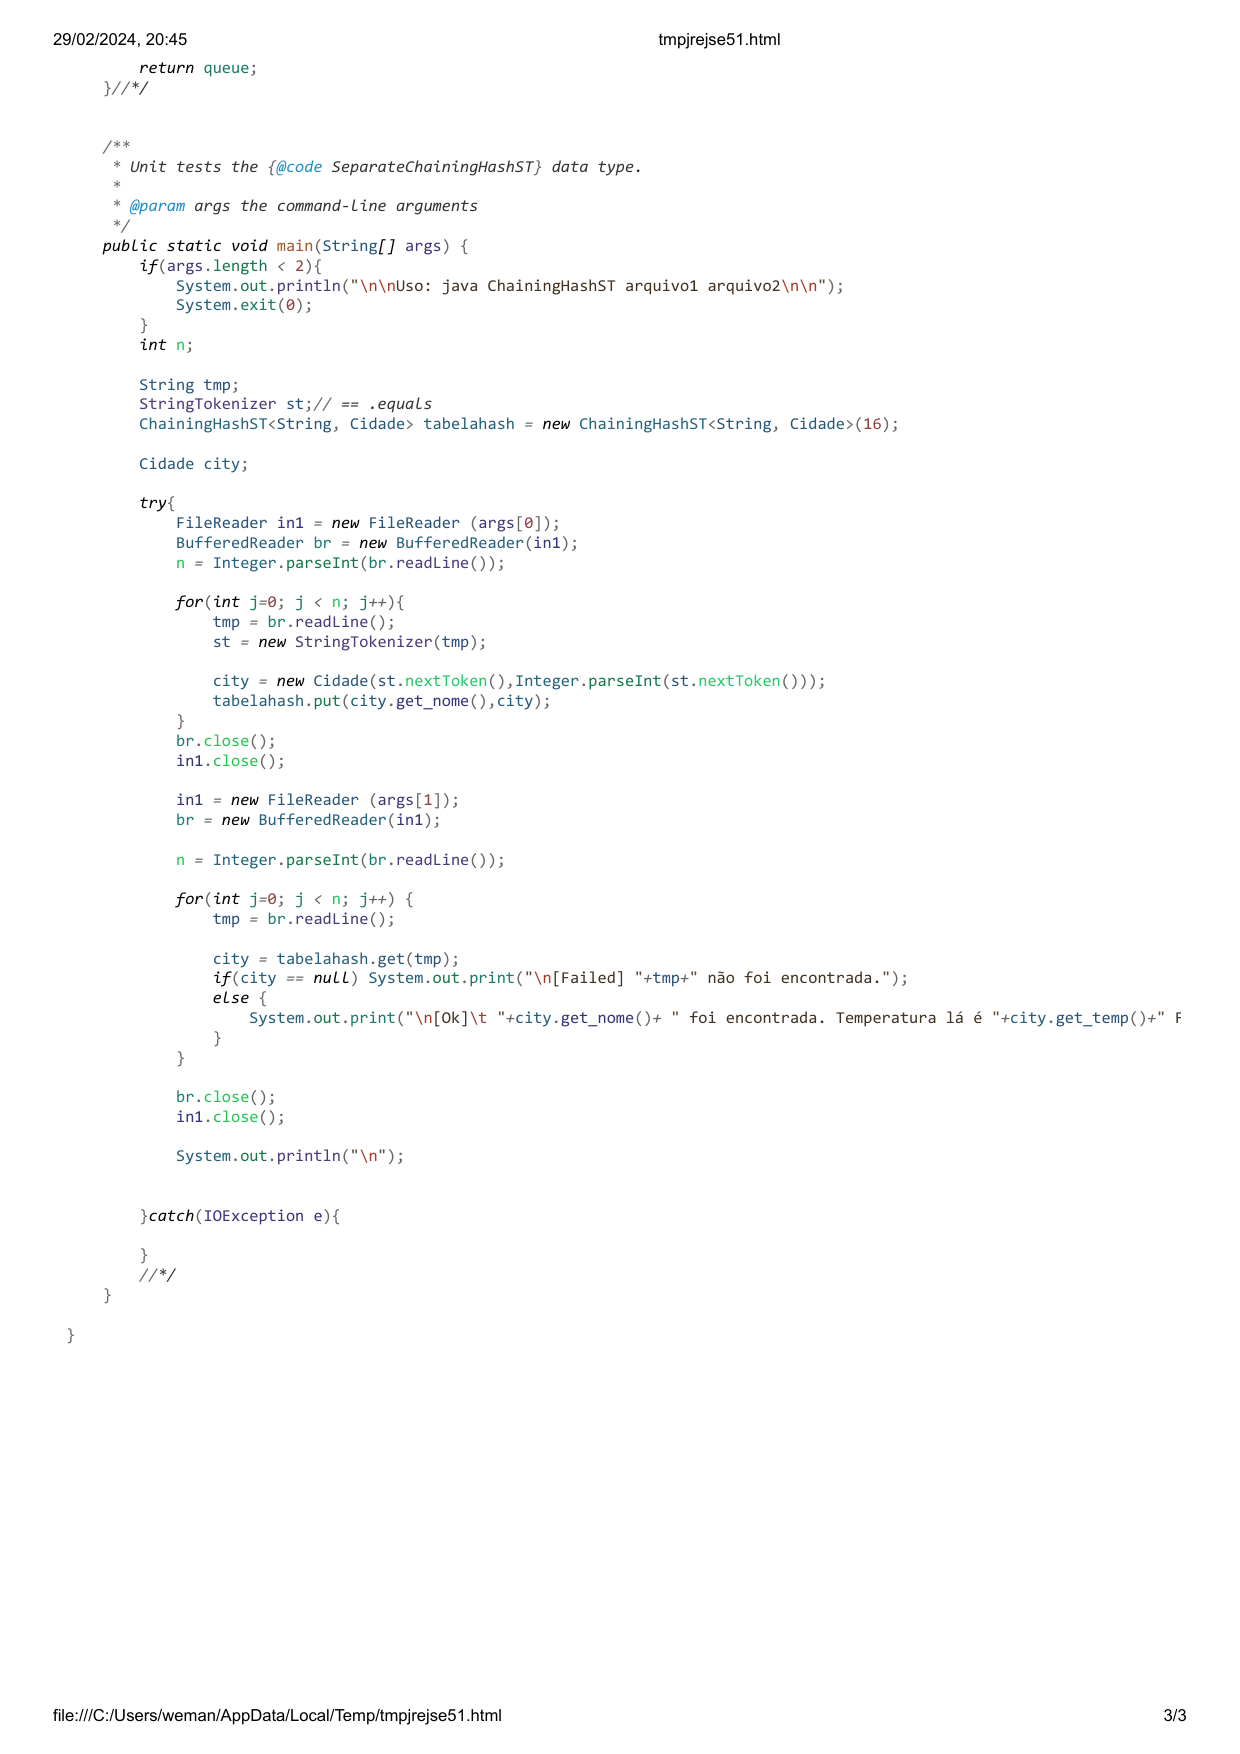 29/02/2024, 20:45 tmpjrejse51.html
        return queue;
    }//*/


    /**
     * Unit tests the {@code SeparateChainingHashST} data type.
     *
     * @param args the command-line arguments
     */
    public static void main(String[] args) {
        if(args.length < 2){
            System.out.println("\n\nUso: java ChainingHashST arquivo1 arquivo2\n\n");
            System.exit(0);
        }
        int n;

        String tmp;
        StringTokenizer st;// == .equals
        ChainingHashST<String, Cidade> tabelahash = new ChainingHashST<String, Cidade>(16);

        Cidade city;

        try{
            FileReader in1 = new FileReader (args[0]);
            BufferedReader br = new BufferedReader(in1);
            n = Integer.parseInt(br.readLine());

            for(int j=0; j < n; j++){
                tmp = br.readLine();
                st = new StringTokenizer(tmp);

                city = new Cidade(st.nextToken(),Integer.parseInt(st.nextToken()));
                tabelahash.put(city.get_nome(),city);
            }
            br.close();
            in1.close();

            in1 = new FileReader (args[1]);
            br = new BufferedReader(in1);

            n = Integer.parseInt(br.readLine());

            for(int j=0; j < n; j++) {
                tmp = br.readLine();

                city = tabelahash.get(tmp);
                if(city == null) System.out.print("\n[Failed] "+tmp+" não foi encontrada.");
                else {
                    System.out.print("\n[Ok]\t "+city.get_nome()+ " foi encontrada. Temperatura lá é "+city.get_temp()+" F
                }
            }

            br.close();
            in1.close();

            System.out.println("\n");


        }catch(IOException e){

        }
        //*/
    }

}
file:///C:/Users/weman/AppData/Local/Temp/tmpjrejse51.html 3/3